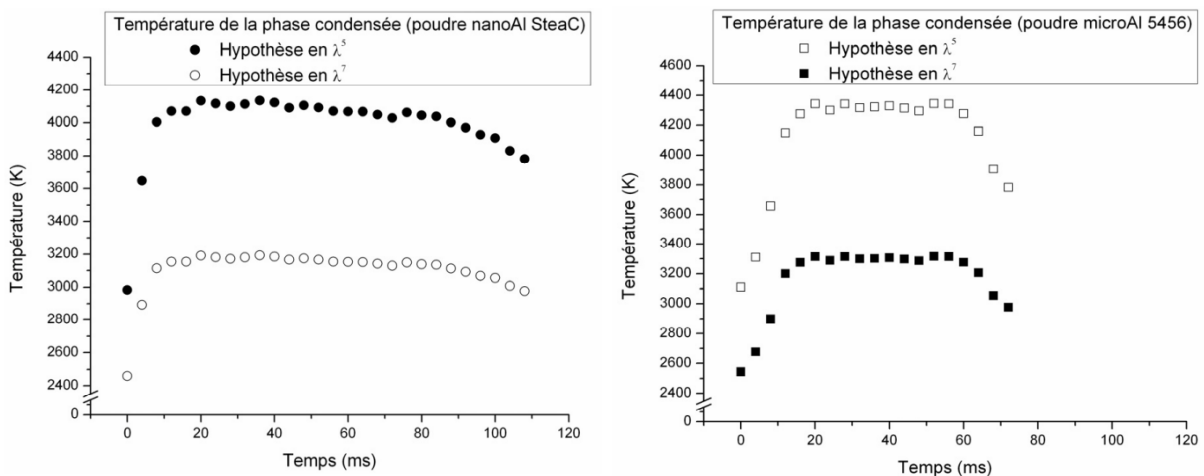 Température de la phase condensée (poudre nanoAl SteaC)
Hypothèse en λ⁵
Hypothèse en λ⁷
4400
4200
4000
3800
3600
3400
3200
3000
2800
2600
2400
0
Température (K)
0 20 40 60 80 100 120
Temps (ms)
Température de la phase condensée (poudre microAl 5456)
Hypothèse en λ⁵
Hypothèse en λ⁷
4600
4400
4200
4000
3800
3600
3400
3200
3000
2800
2600
2400
0
Température (K)
0 20 40 60 80 100 120
Temps (ms)